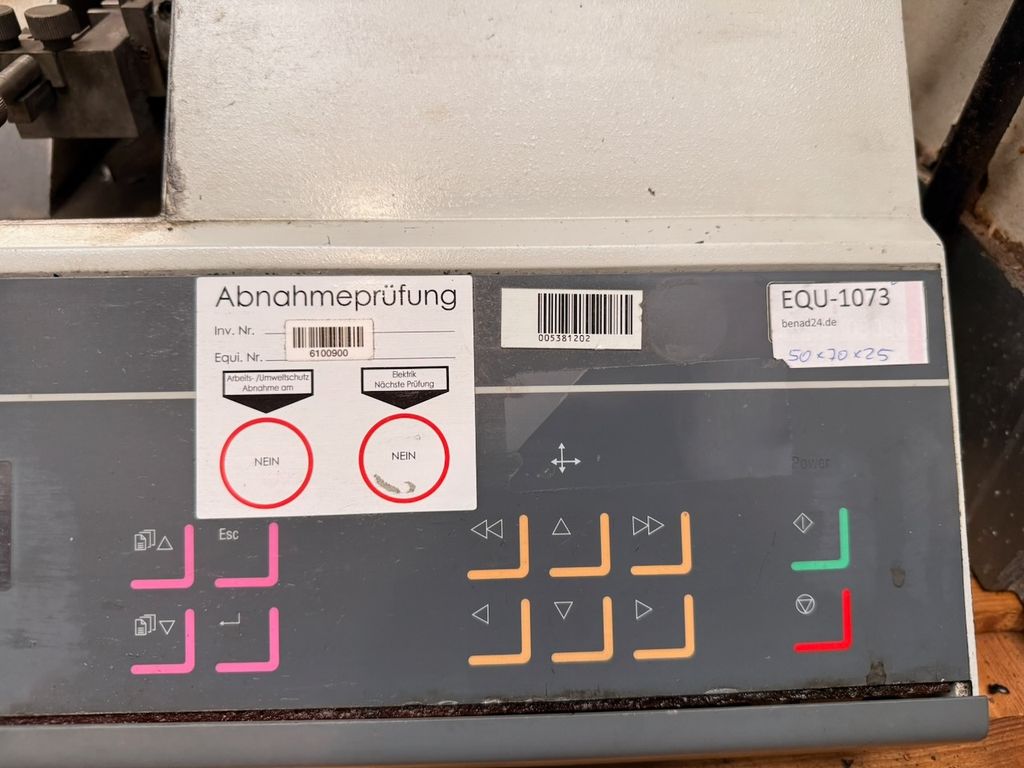 Abnahmeprüfung
Inv. Nr.
6100900
Equi. Nr.
Arbeits- /Umweltschutz
Abnahme am
Elektrik
Nächste Prüfung
NEIN
NEIN
005381202
EQU-1073
benad24.de
50x70x25
Power
Esc